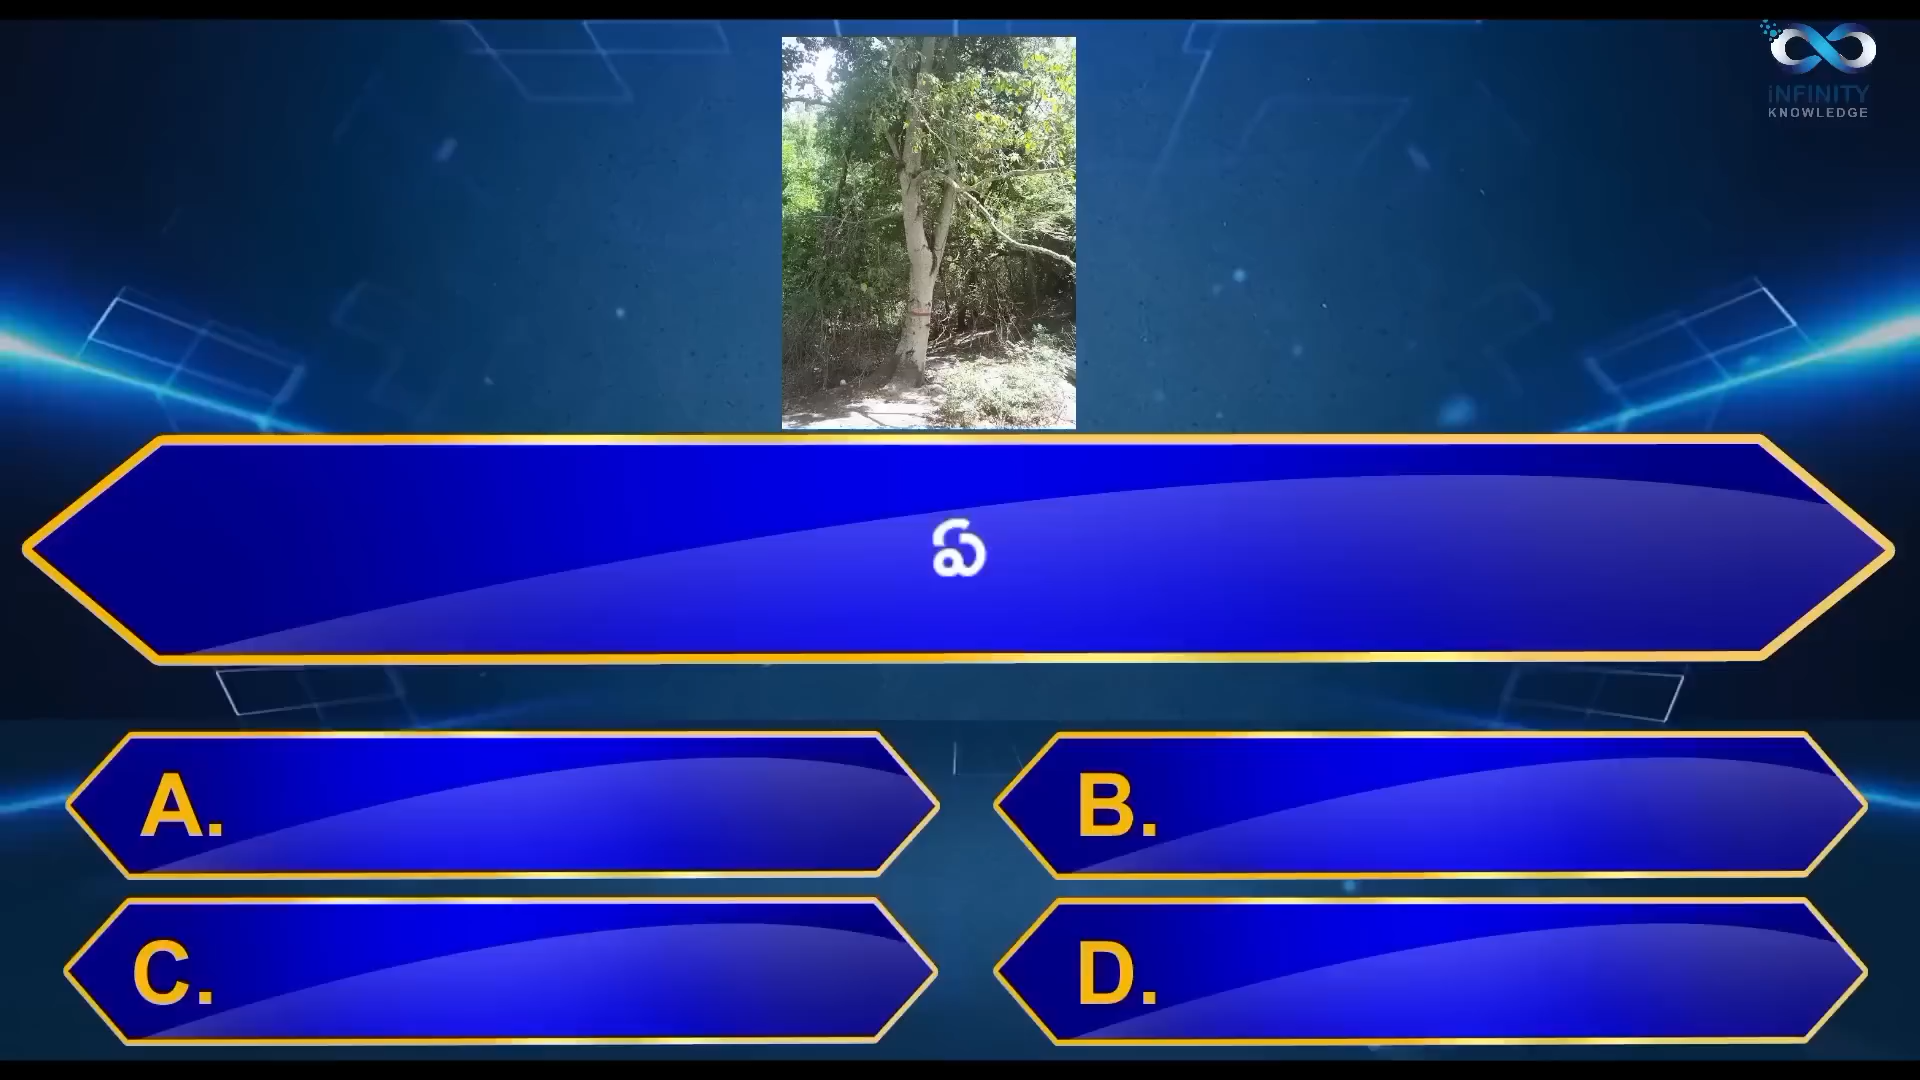 iNFINITY
KNOWLEDGE
ఏ
A.
B.
C.
D.